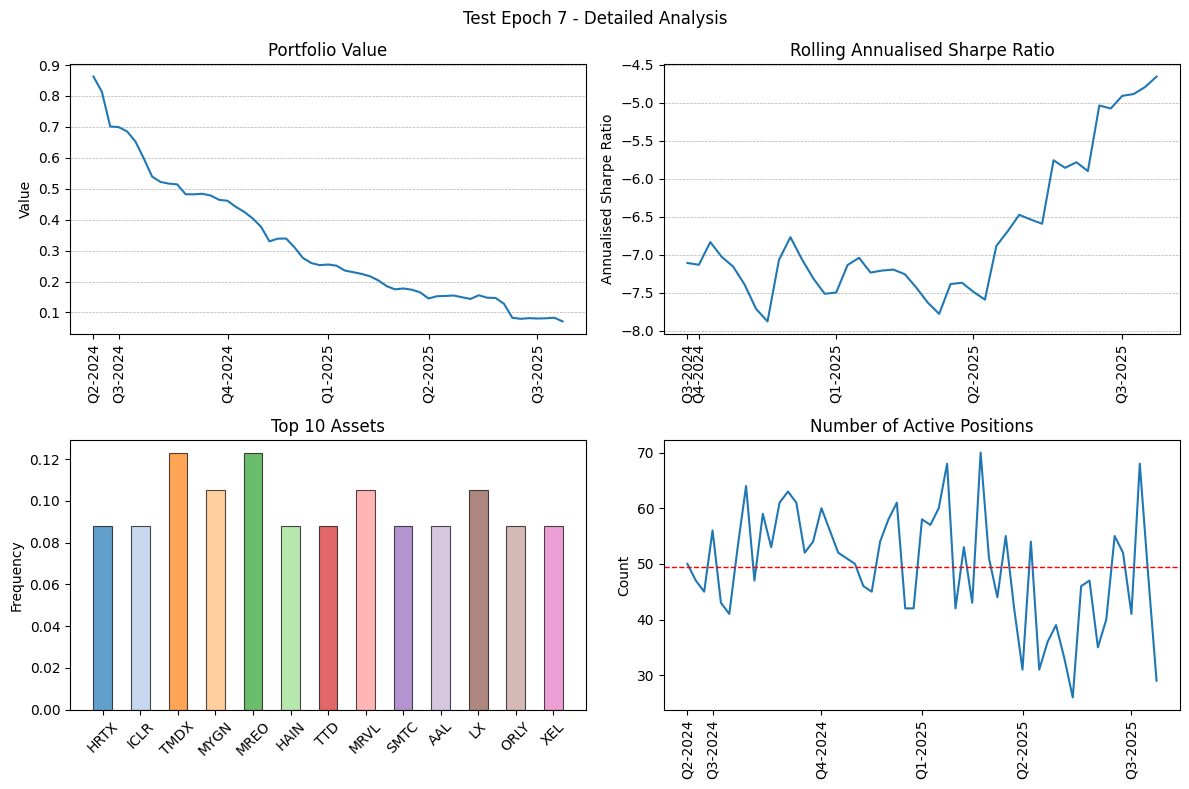 Test Epoch 7 - Detailed Analysis
Portfolio Value
Value
0.9
0.8
0.7
0.6
0.5
0.4
0.3
0.2
0.1
Q2-2024
Q3-2024
Q4-2024
Q1-2025
Q2-2025
Q3-2025
Rolling Annualised Sharpe Ratio
Annualised Sharpe Ratio
−4.5
−5.0
−5.5
−6.0
−6.5
−7.0
−7.5
−8.0
Q3-2024
Q4-2024
Q1-2025
Q2-2025
Q3-2025
Top 10 Assets
Frequency
0.12
0.10
0.08
0.06
0.04
0.02
0.00
HRTX
ICLR
TMDX
MYGN
MREO
HAIN
TTD
MRVL
SMTC
AAL
LX
ORLY
XEL
Number of Active Positions
Count
70
60
50
40
30
Q2-2024
Q3-2024
Q4-2024
Q1-2025
Q2-2025
Q3-2025